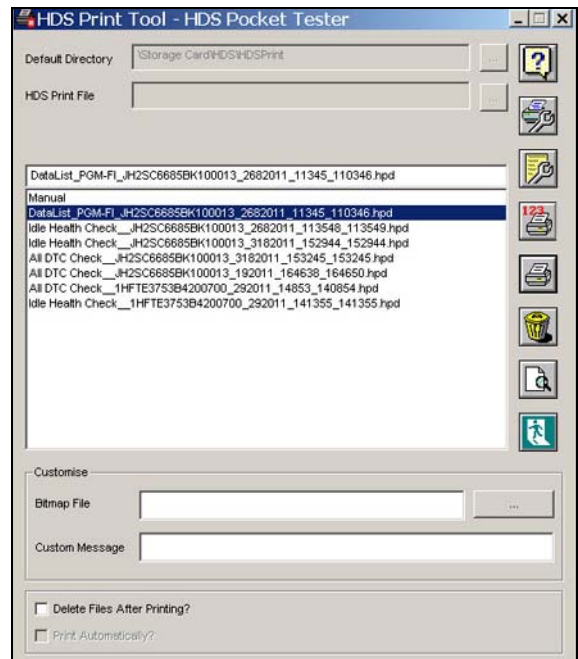 HDS Print Tool - HDS Pocket Tester
Default Directory \Storage Card\HDS\HDSPrint ...
HDS Print File ...
DataList_PGM-FI_JH2SC6685BK100013_2682011_11345_110346.hpd
Manual
DataList_PGM-FI_JH2SC6685BK100013_2682011_11345_110346.hpd
Idle Health Check__JH2SC6685BK100013_2682011_113548_113549.hpd
Idle Health Check__JH2SC6685BK100013_3182011_152944_152944.hpd
All DTC Check__JH2SC6685BK100013_3182011_153245_153245.hpd
All DTC Check__JH2SC6685BK100013_192011_164638_164650.hpd
All DTC Check__1HFTE3753B4200700_292011_14853_140854.hpd
Idle Health Check__1HFTE3753B4200700_292011_141355_141355.hpd
123
Customise
Bitmap File ...
Custom Message
Delete Files After Printing?
Print Automatically?